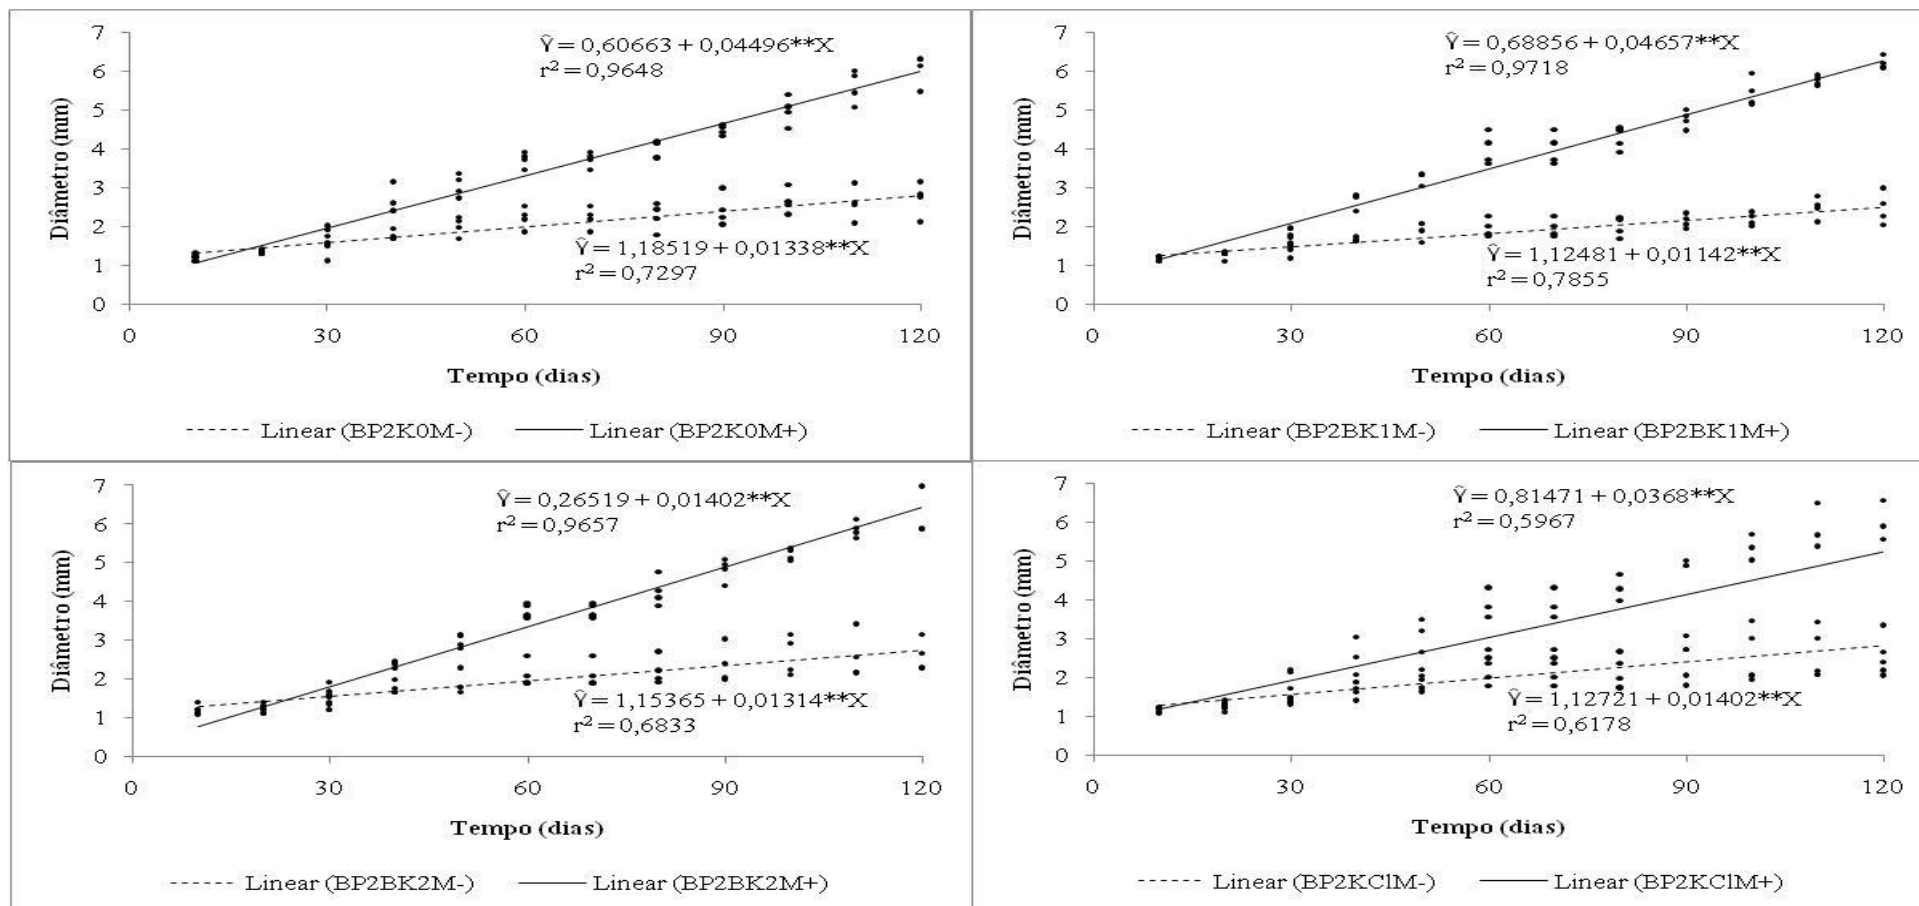 7
6
5
4
3
2
1
0
Diâmetro (mm)
Ŷ = 0,60663 + 0,04496**X
r² = 0,9648
Ŷ = 1,18519 + 0,01338**X
r² = 0,7297
0 30 60 90 120
Tempo (dias)
Linear (BP2K0M-) Linear (BP2K0M+)
7
6
5
4
3
2
1
0
Diâmetro (mm)
Ŷ = 0,68856 + 0,04657**X
r² = 0,9718
Ŷ = 1,12481 + 0,01142**X
r² = 0,7855
0 30 60 90 120
Tempo (dias)
Linear (BP2BK1M-) Linear (BP2BK1M+)
7
6
5
4
3
2
1
0
Diâmetro (mm)
Ŷ = 0,26519 + 0,01402**X
r² = 0,9657
Ŷ = 1,15365 + 0,01314**X
r² = 0,6833
0 30 60 90 120
Tempo (dias)
Linear (BP2BK2M-) Linear (BP2BK2M+)
7
6
5
4
3
2
1
0
Diâmetro (mm)
Ŷ = 0,81471 + 0,0368**X
r² = 0,5967
Ŷ = 1,12721 + 0,01402**X
r² = 0,6178
0 30 60 90 120
Tempo (dias)
Linear (BP2KClM-) Linear (BP2KClM+)